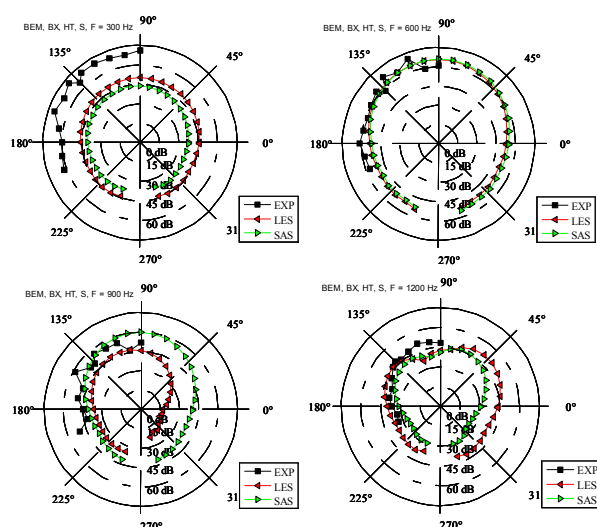 BEM, BX, HT, S, F = 300 Hz
90°
135°
45°
180°
0°
0 dB
15 dB
30 dB
45 dB
60 dB
225°
31
270°
EXP
LES
SAS
BEM, BX, HT, S, F = 600 Hz
90°
135°
45°
180°
0°
0 dB
15 dB
30 dB
45 dB
60 dB
225°
31
270°
EXP
LES
SAS
BEM, BX, HT, S, F = 900 Hz
90°
135°
45°
180°
0°
0 dB
dB
30 dB
45 dB
60 dB
225°
31
270°
EXP
LES
SAS
BEM, BX, HT, S, F = 1200 Hz
90°
135°
45°
180°
0°
0 dB
15 dB
30 dB
45 dB
60 dB
225°
31
270°
EXP
LES
SAS